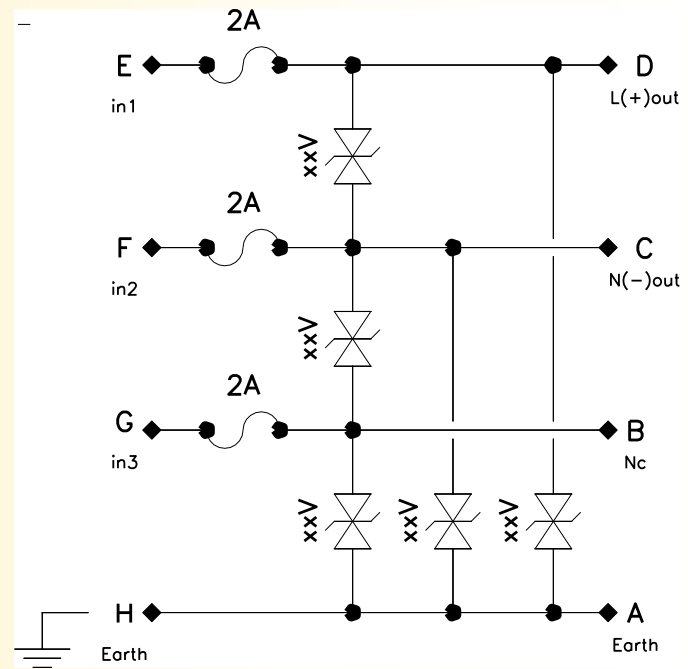 2A
E
D
in1
L(+)out
xxV
2A
F
C
in2
N(-)out
xxV
2A
G
B
in3
Nc
xxV
xxV
xxV
H
A
Earth
Earth